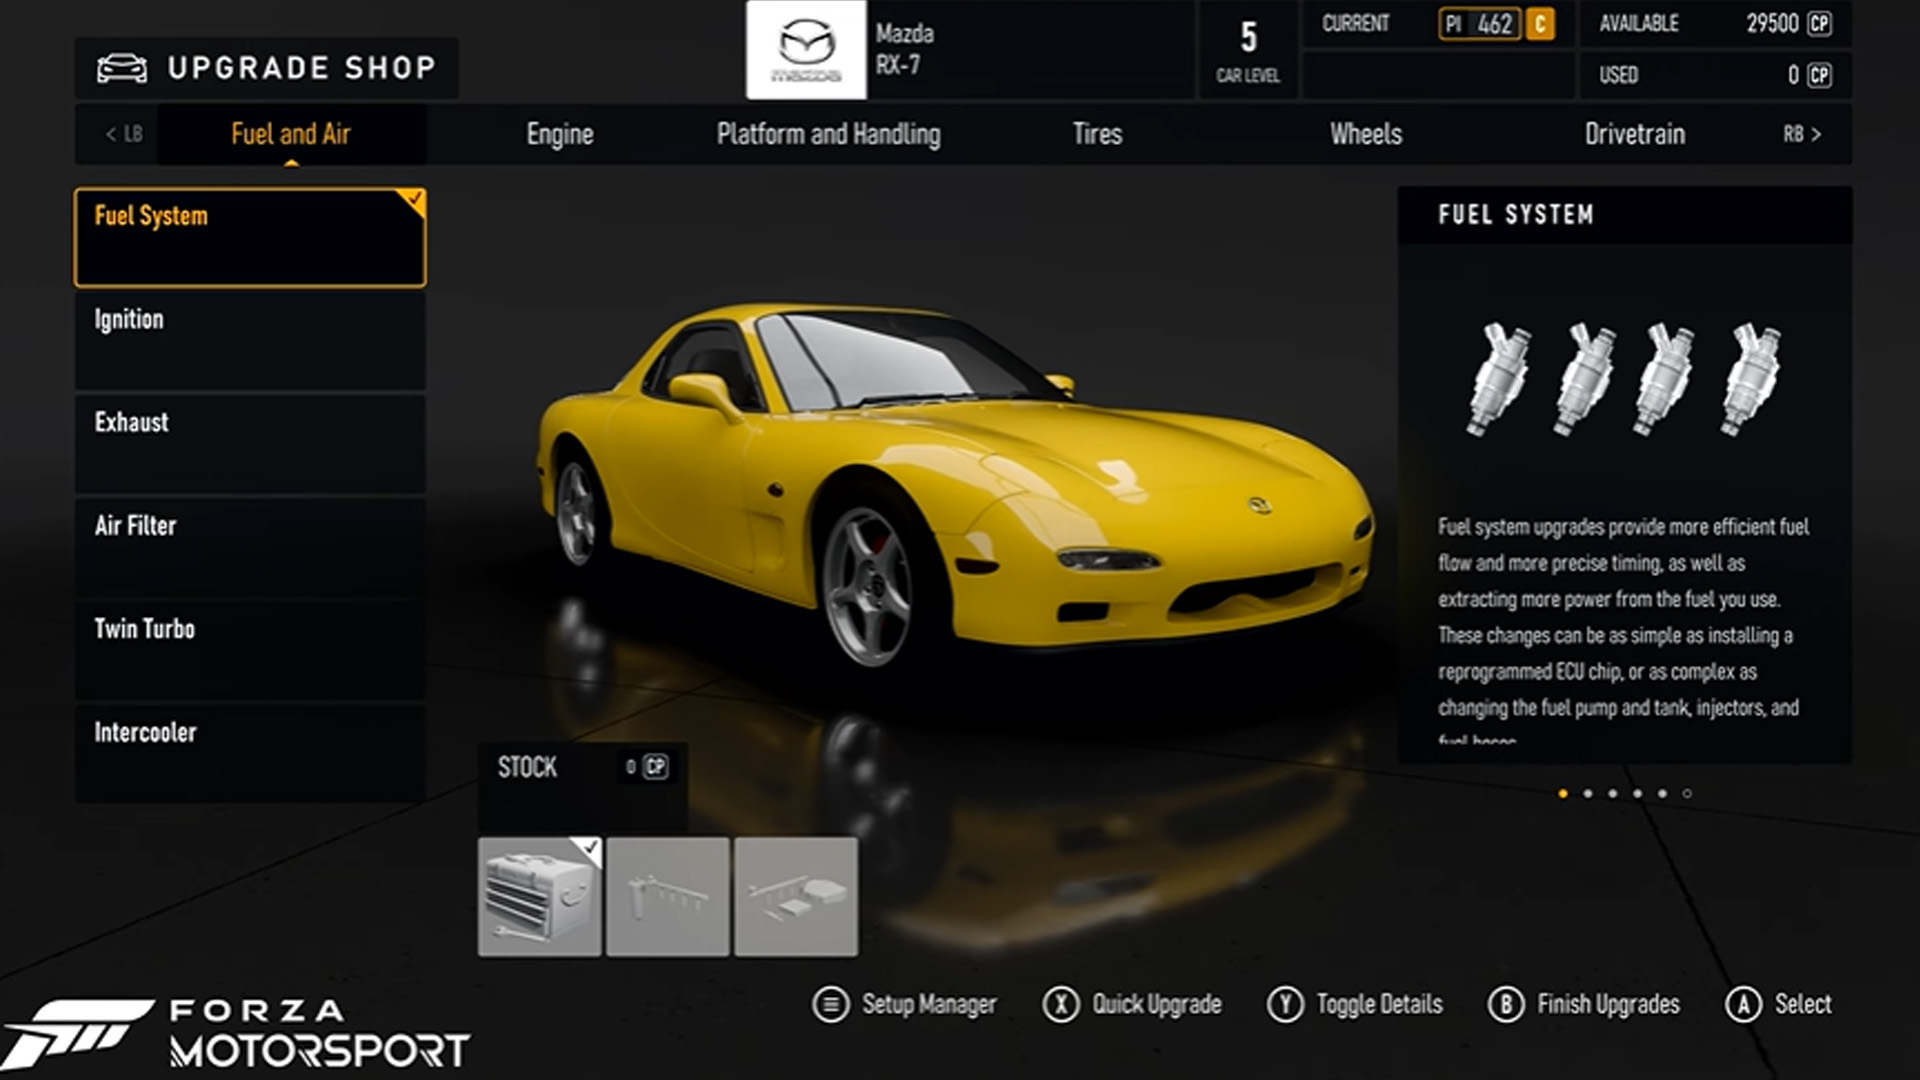 UPGRADE SHOP
mazda
Mazda
RX-7
5
CAR LEVEL
CURRENT PI 462 C
AVAILABLE 29500 CP
USED 0 CP
< LB Fuel and Air Engine Platform and Handling Tires Wheels Drivetrain RB >
Fuel System
Ignition
Exhaust
Air Filter
Twin Turbo
Intercooler
FUEL SYSTEM
Fuel system upgrades provide more efficient fuel
flow and more precise timing, as well as
extracting more power from the fuel you use.
These changes can be as simple as installing a
reprogrammed ECU chip, or as complex as
changing the fuel pump and tank, injectors, and
STOCK 0 CP
Setup Manager X Quick Upgrade Y Toggle Details B Finish Upgrades A Select
FORZA
MOTORSPORT